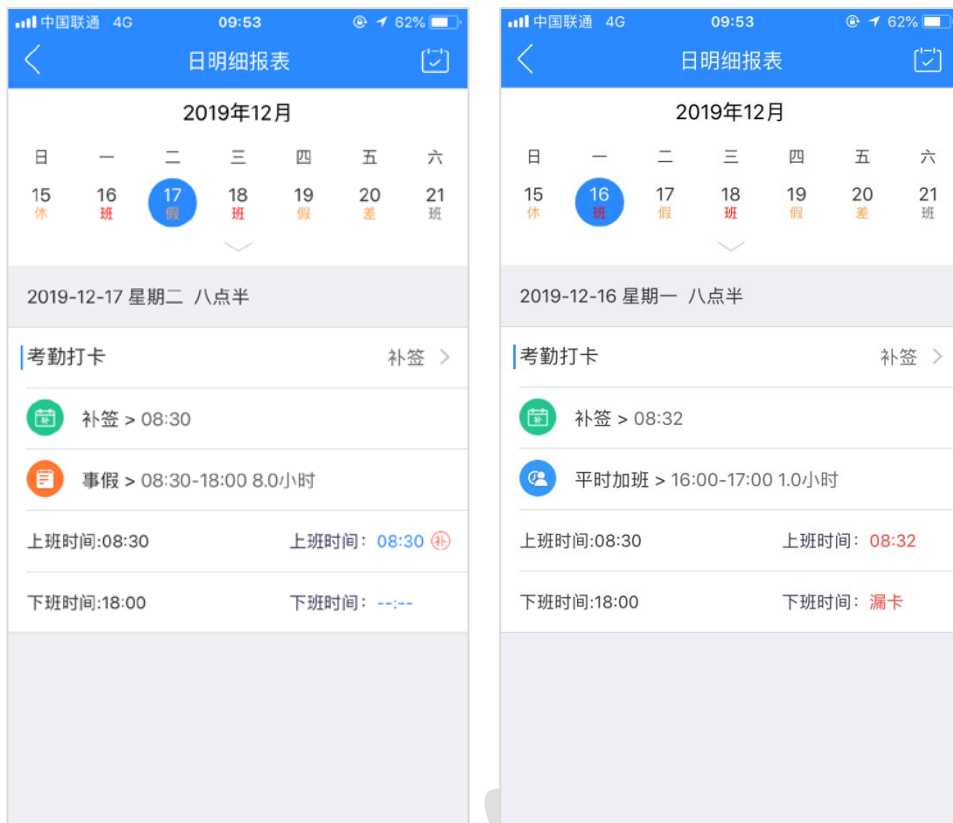 中国联通 4G 09:53 62%
日明细报表
2019年12月
日 一 二 三 四 五 六
15 16 17 18 19 20 21
休 班 假 班 假 差 班
2019-12-17 星期二 八点半
考勤打卡 补签
补 补签 > 08:30
事假 > 08:30-18:00 8.0小时
上班时间:08:30 上班时间：08:30 补
下班时间:18:00 下班时间：--:--
中国联通 4G 09:53 62%
日明细报表
2019年12月
日 一 二 三 四 五 六
15 16 17 18 19 20 21
休 班 假 班 假 差 班
2019-12-16 星期一 八点半
考勤打卡 补签
补 补签 > 08:32
平时加班 > 16:00-17:00 1.0小时
上班时间:08:30 上班时间：08:32
下班时间:18:00 下班时间：漏卡